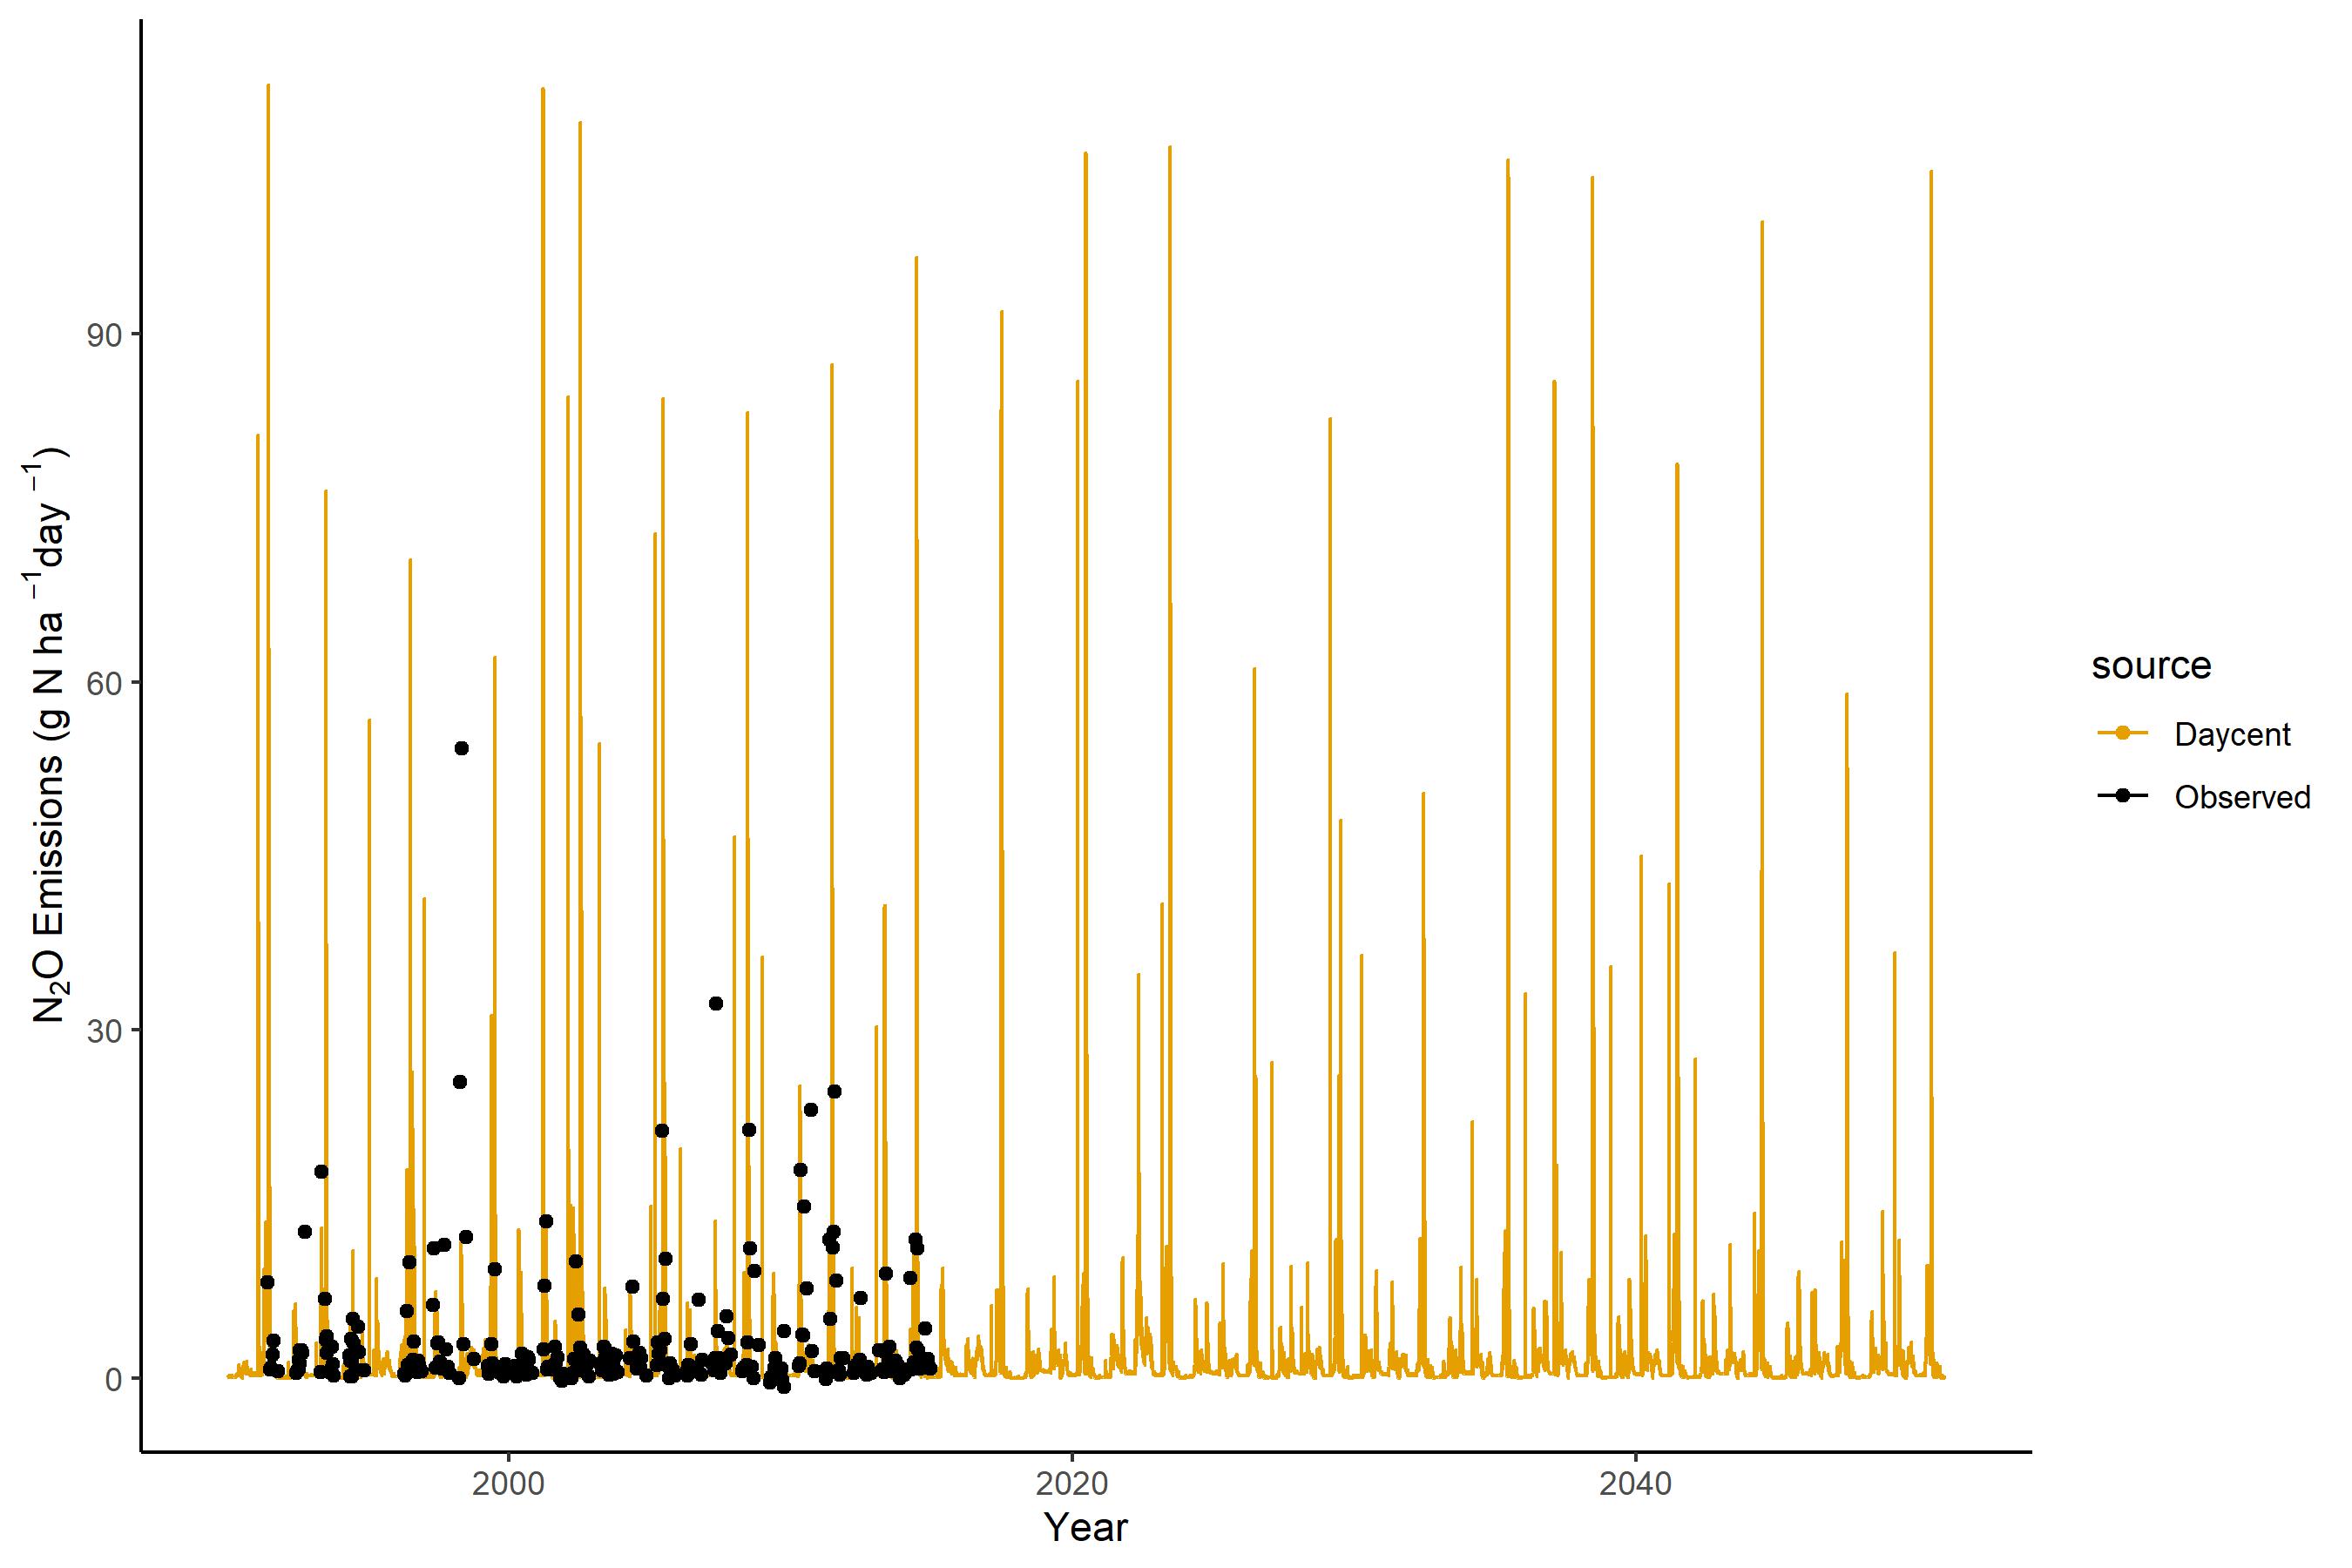 N₂O Emissions (g N ha ⁻¹day ⁻¹)
90
60
30
0
2000
2020
2040
Year
source
Daycent
Observed